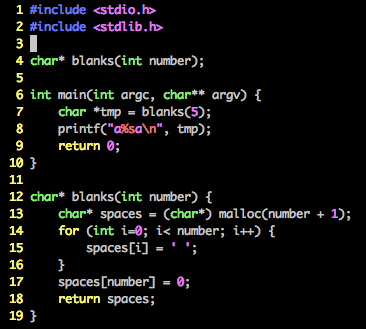 1 #include <stdio.h>
2 #include <stdlib.h>
3
4 char* blanks(int number);
5
6 int main(int argc, char** argv) {
7     char *tmp = blanks(5);
8     printf("a%sa\n", tmp);
9     return 0;
10 }
11
12 char* blanks(int number) {
13     char* spaces = (char*) malloc(number + 1);
14     for (int i=0; i< number; i++) {
15         spaces[i] = ' ';
16     }
17     spaces[number] = 0;
18     return spaces;
19 }